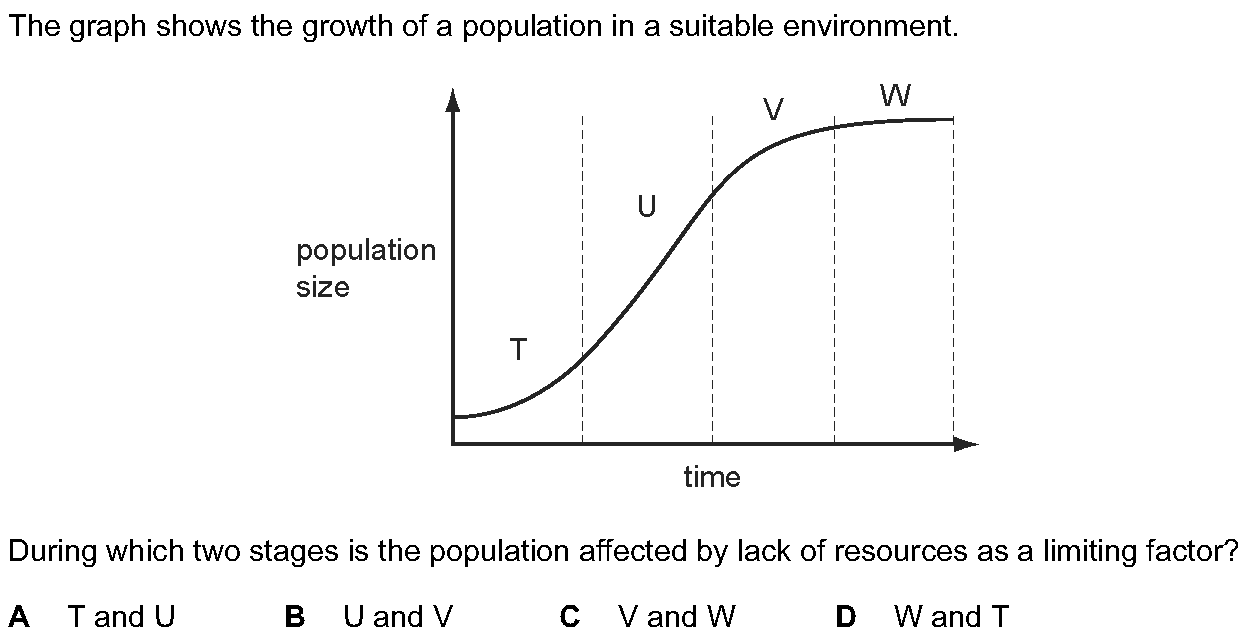 The graph shows the growth of a population in a suitable environment.
V
W
U
population
size
T
time
During which two stages is the population affected by lack of resources as a limiting factor?
A T and U B U and V C V and W D W and T